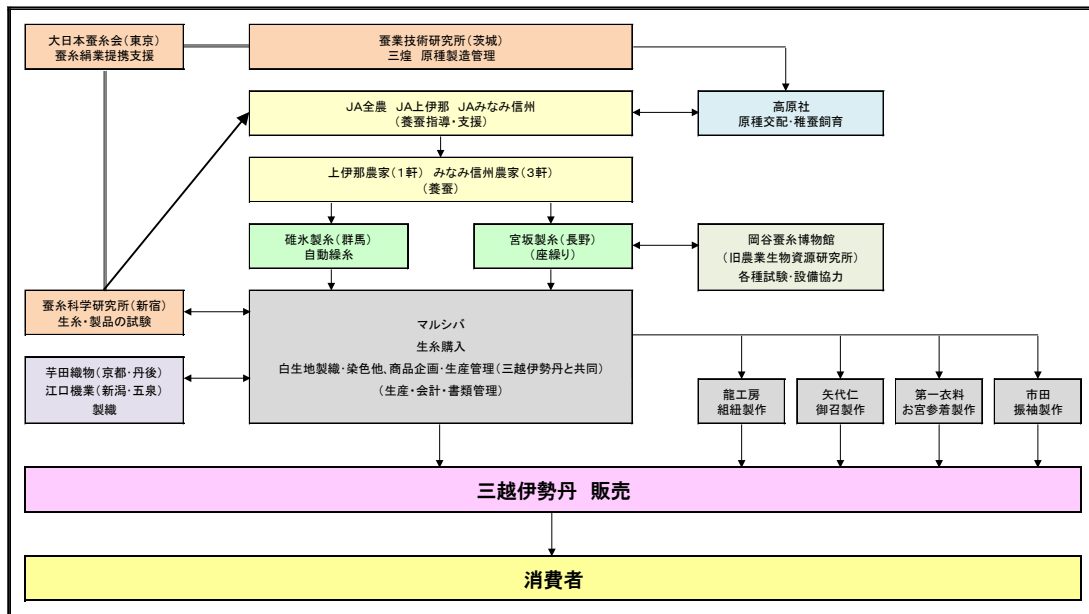 大日本蚕糸会(東京)
蚕糸絹業提携支援
蚕業技術研究所(茨城)
三煌 原種製造管理
JA全農 JA上伊那 JAみなみ信州
(養蚕指導・支援)
高原社
原種交配・稚蚕飼育
上伊那農家(1軒) みなみ信州農家(3軒)
(養蚕)
碓氷製糸(群馬)
自動繰糸
宮坂製糸(長野)
(座繰り)
岡谷蚕糸博物館
(旧農業生物資源研究所)
各種試験・設備協力
蚕糸科学研究所(新宿)
生糸・製品の試験
マルシバ
生糸購入
白生地製織・染色他、商品企画・生産管理(三越伊勢丹と共同)
(生産・会計・書類管理)
芋田織物(京都・丹後)
江口機業(新潟・五泉)
製織
龍工房
組紐製作
矢代仁
御召製作
第一衣料
お宮参着製作
市田
振袖製作
三越伊勢丹 販売
消費者